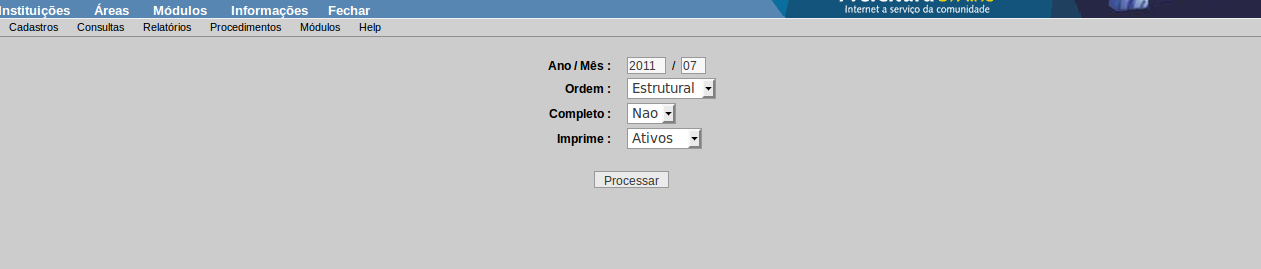 Instituições Áreas Módulos Informações Fechar
Internet a serviço da comunidade
Cadastros Consultas Relatórios Procedimentos Módulos Help
Ano / Mês : 2011 / 07
Ordem : Estrutural
Completo : Nao
Imprime : Ativos
Processar